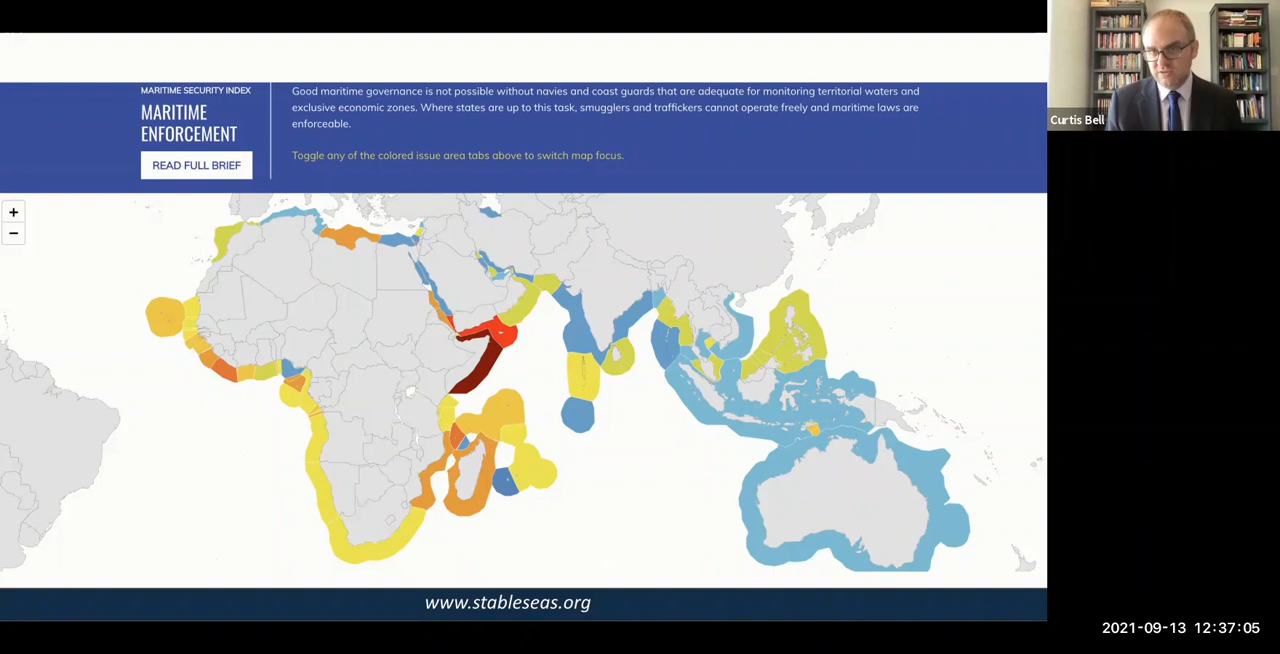 MARITIME SECURITY INDEX
MARITIME
ENFORCEMENT
READ FULL BRIEF
Good maritime governance is not possible without navies and coast guards that are adequate for monitoring territorial waters and
exclusive economic zones. Where states are up to this task, smugglers and traffickers cannot operate freely and maritime laws are
enforceable.
Toggle any of the colored issue area tabs above to switch map focus.
Curtis Bell
+
−
www.stableseas.org
2021-09-13 12:37:05